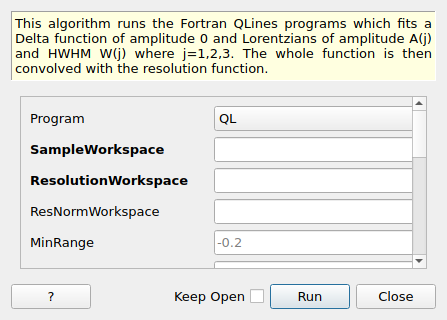 This algorithm runs the Fortran QLines programs which fits a
Delta function of amplitude 0 and Lorentzians of amplitude A(j)
and HWHM W(j) where j=1,2,3. The whole function is then
convolved with the resolution function.
Program QL
SampleWorkspace
ResolutionWorkspace
ResNormWorkspace
MinRange -0.2
? Keep Open Run Close